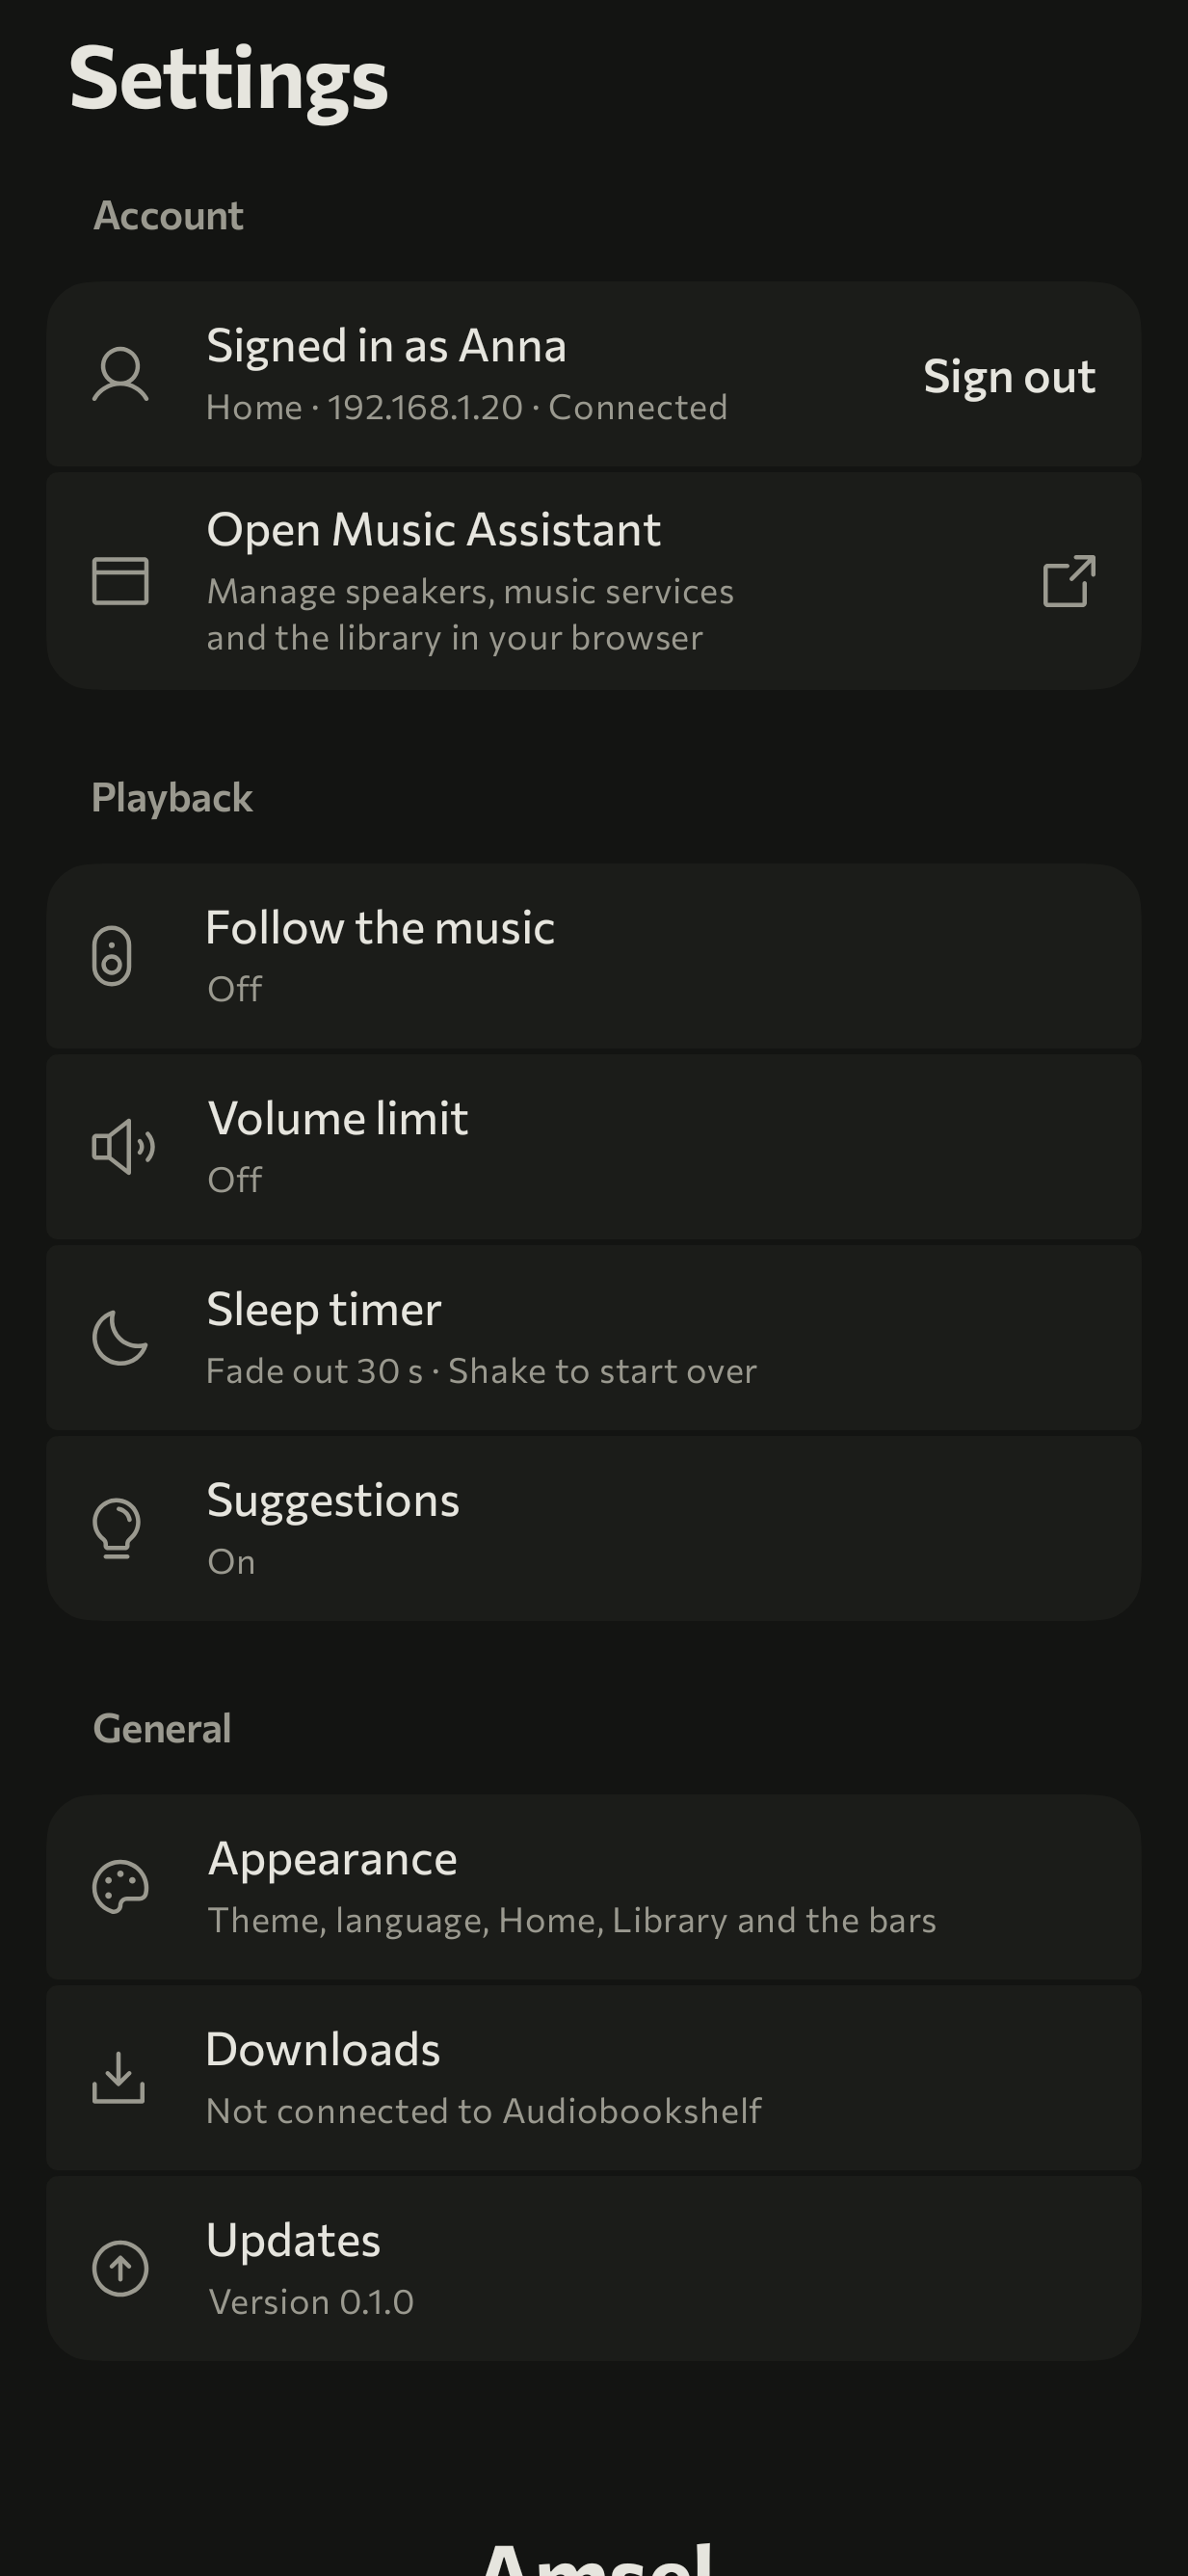 Settings
Account
Signed in as Anna
Home · 192.168.1.20 · Connected
Sign out
Open Music Assistant
Manage speakers, music services
and the library in your browser
Playback
Follow the music
Off
Volume limit
Off
Sleep timer
Fade out 30 s · Shake to start over
Suggestions
On
General
Appearance
Theme, language, Home, Library and the bars
Downloads
Not connected to Audiobookshelf
Updates
Version 0.1.0
Amsel